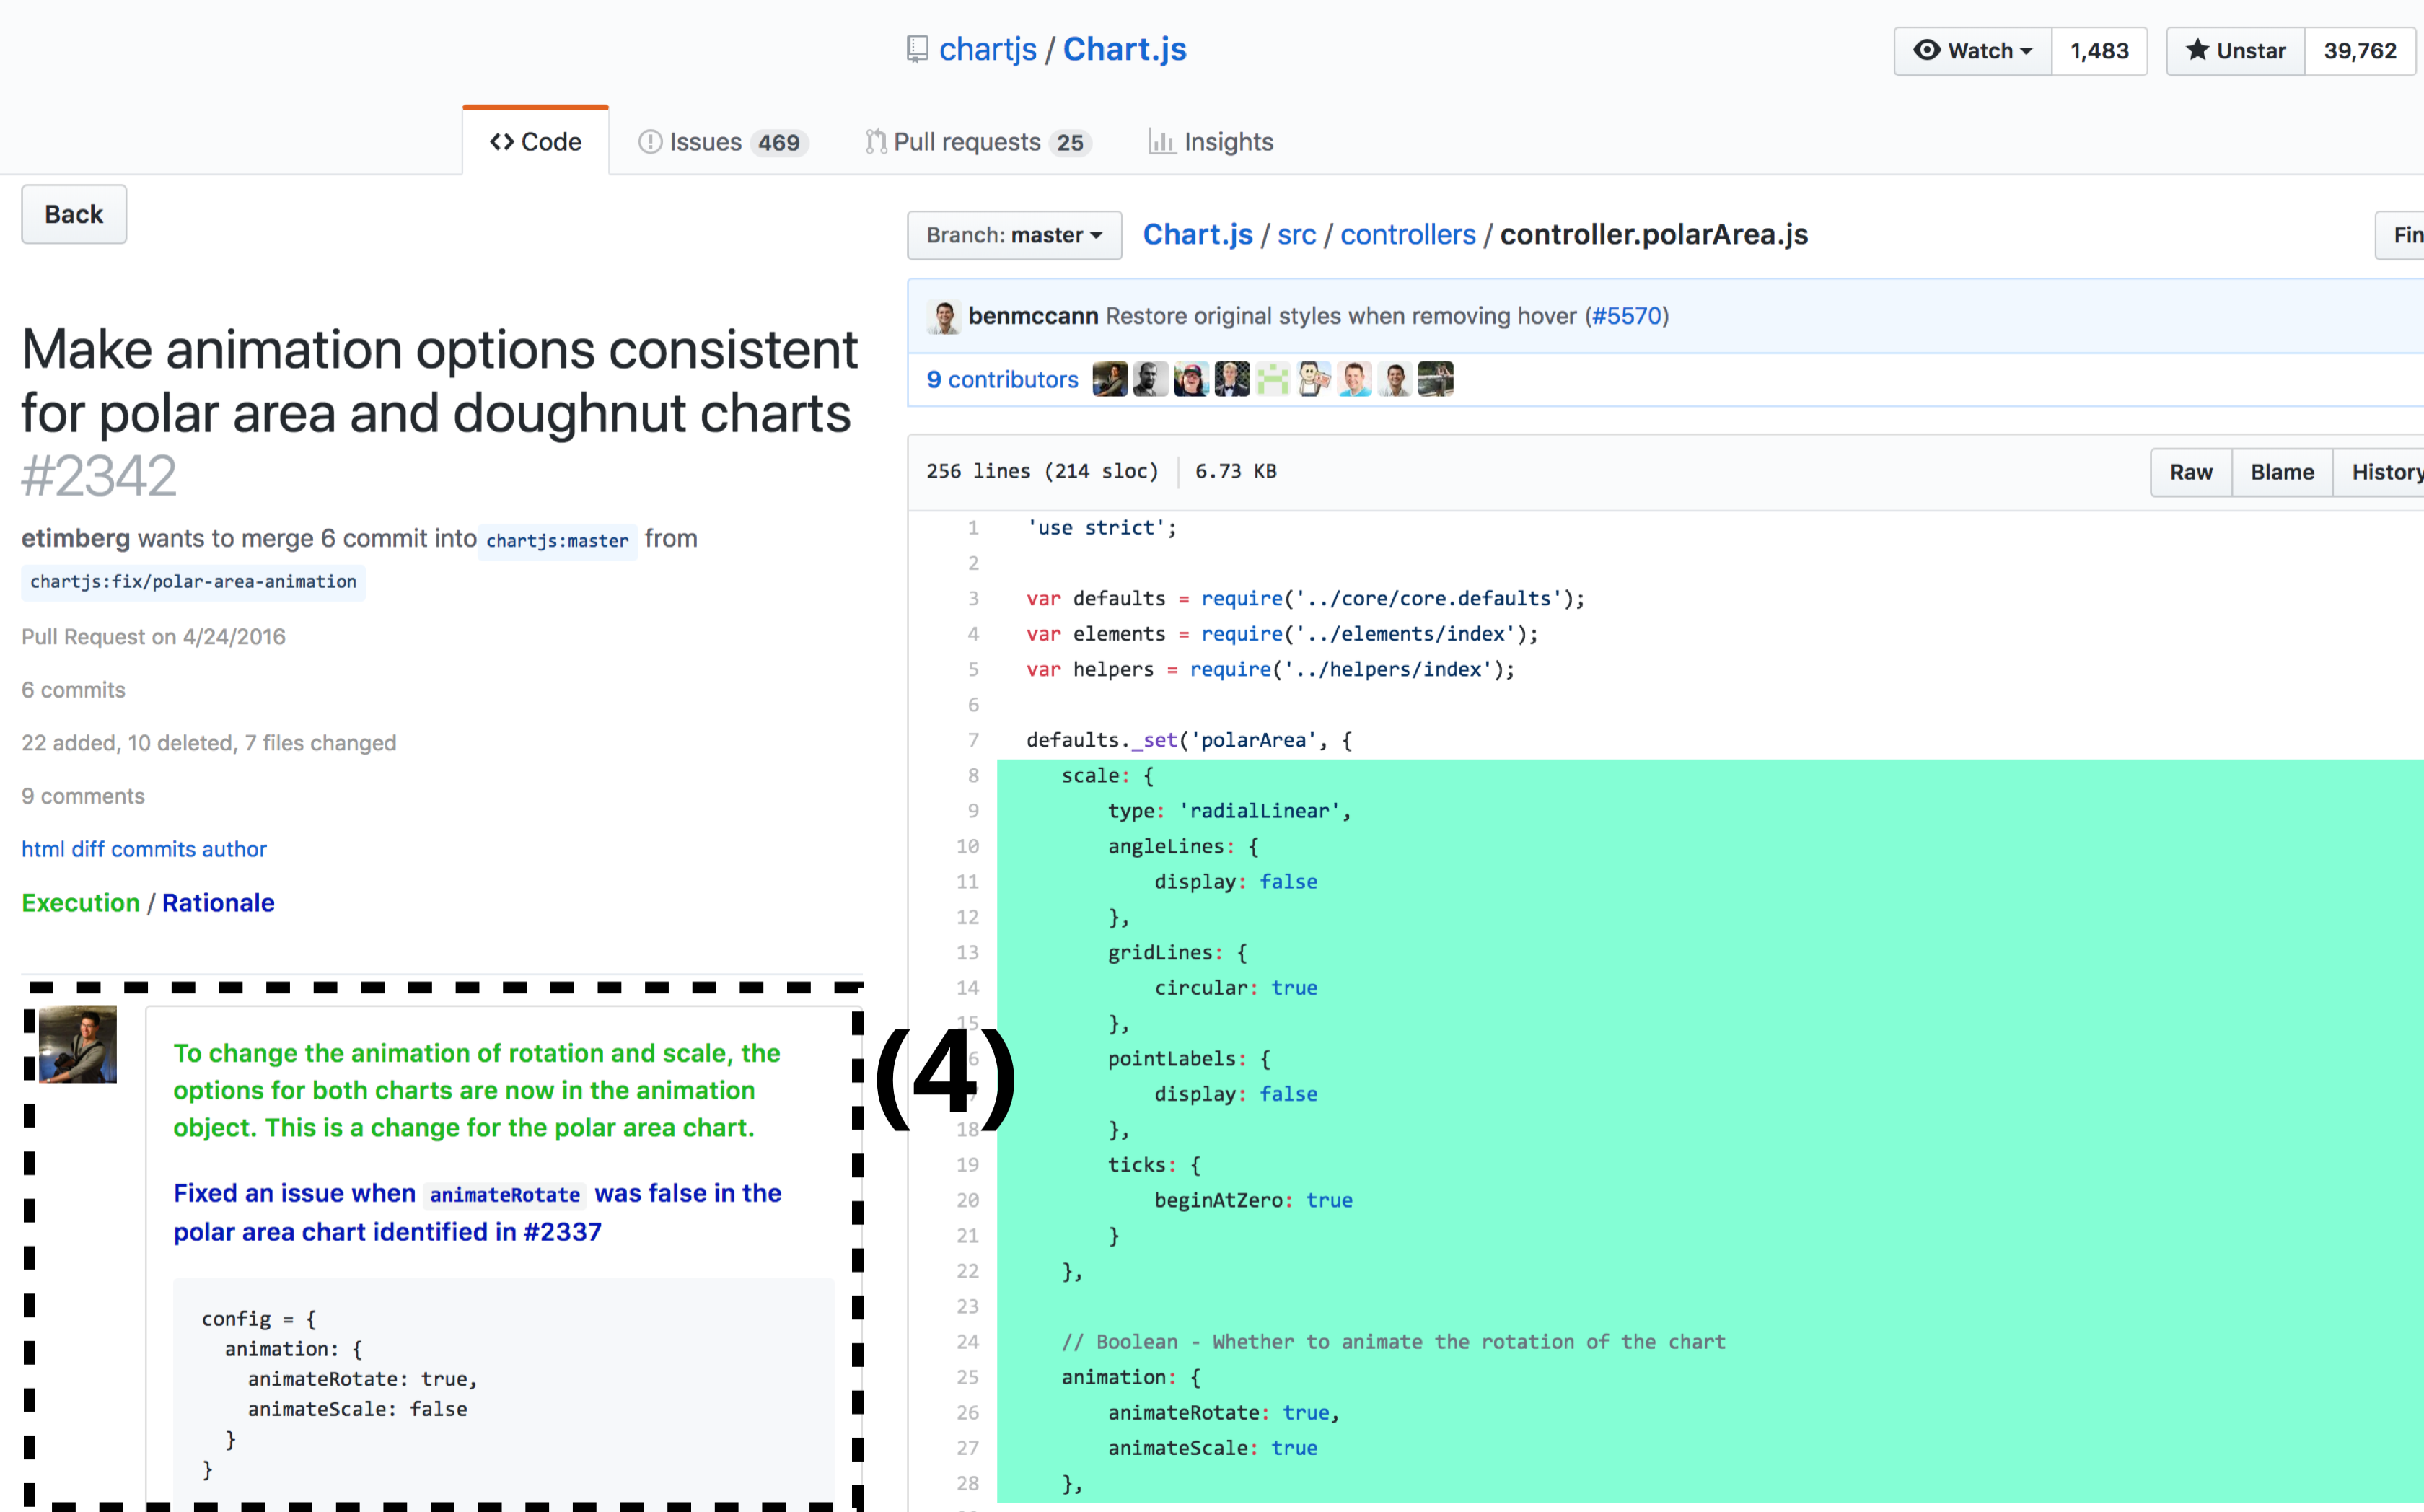 chartjs / Chart.js
Watch 1,483
Unstar 39,762
Code
Issues 469
Pull requests 25
Insights
Back
Make animation options consistent
for polar area and doughnut charts
#2342
etimberg wants to merge 6 commit into chartjs:master from
chartjs:fix/polar-area-animation
Pull Request on 4/24/2016
6 commits
22 added, 10 deleted, 7 files changed
9 comments
html diff commits author
Execution / Rationale
To change the animation of rotation and scale, the
options for both charts are now in the animation
object. This is a change for the polar area chart.
Fixed an issue when animateRotate was false in the
polar area chart identified in #2337
config = {
animation: {
animateRotate: true,
animateScale: false
}
}
(4)
Branch: master
Chart.js / src / controllers / controller.polarArea.js
Fin
benmccann Restore original styles when removing hover (#5570)
9 contributors
256 lines (214 sloc) 6.73 KB
Raw Blame History
1 'use strict';
2
3 var defaults = require('../core/core.defaults');
4 var elements = require('../elements/index');
5 var helpers = require('../helpers/index');
6
7 defaults._set('polarArea', {
8 scale: {
9 type: 'radialLinear',
10 angleLines: {
11 display: false
12 },
13 gridLines: {
14 circular: true
15 },
6 pointLabels: {
display: false
18 },
19 ticks: {
20 beginAtZero: true
21 }
22 },
23
24 // Boolean - Whether to animate the rotation of the chart
25 animation: {
26 animateRotate: true,
27 animateScale: true
28 },